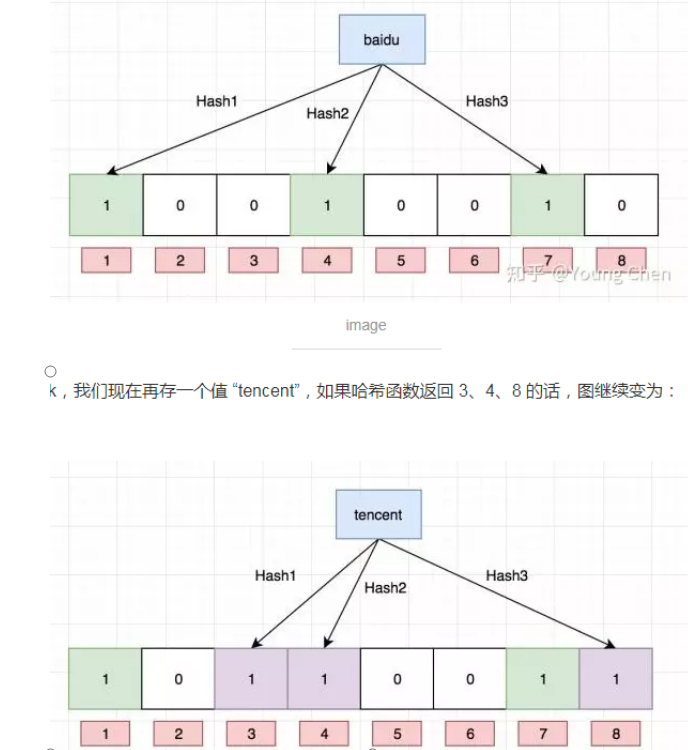 baidu
Hash1
Hash2
Hash3
1 0 0 1 0 0 1 0
1 2 3 4 5 6 7 8
知乎 @Young Chen
image
k，我们现在再存一个值 “tencent”，如果哈希函数返回 3、4、8 的话，图继续变为：
tencent
Hash1
Hash2
Hash3
1 0 1 1 0 0 1 1
1 2 3 4 5 6 7 8